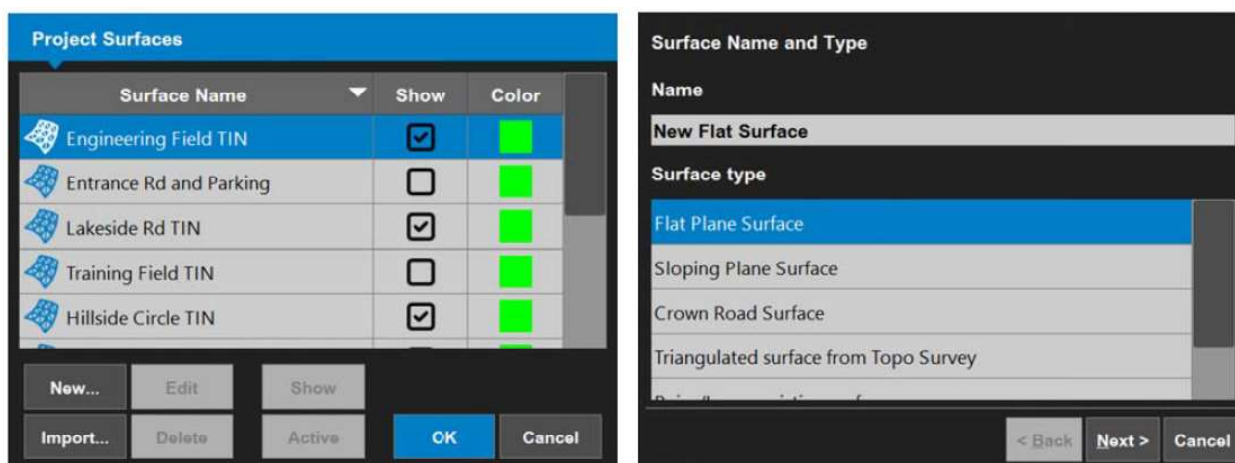 Project Surfaces
Surface Name Show Color
Engineering Field TIN
Entrance Rd and Parking
Lakeside Rd TIN
Training Field TIN
Hillside Circle TIN
New... Edit Show
Import... Delete Active OK Cancel
Surface Name and Type
Name
New Flat Surface
Surface type
Flat Plane Surface
Sloping Plane Surface
Crown Road Surface
Triangulated surface from Topo Survey
< Back Next > Cancel